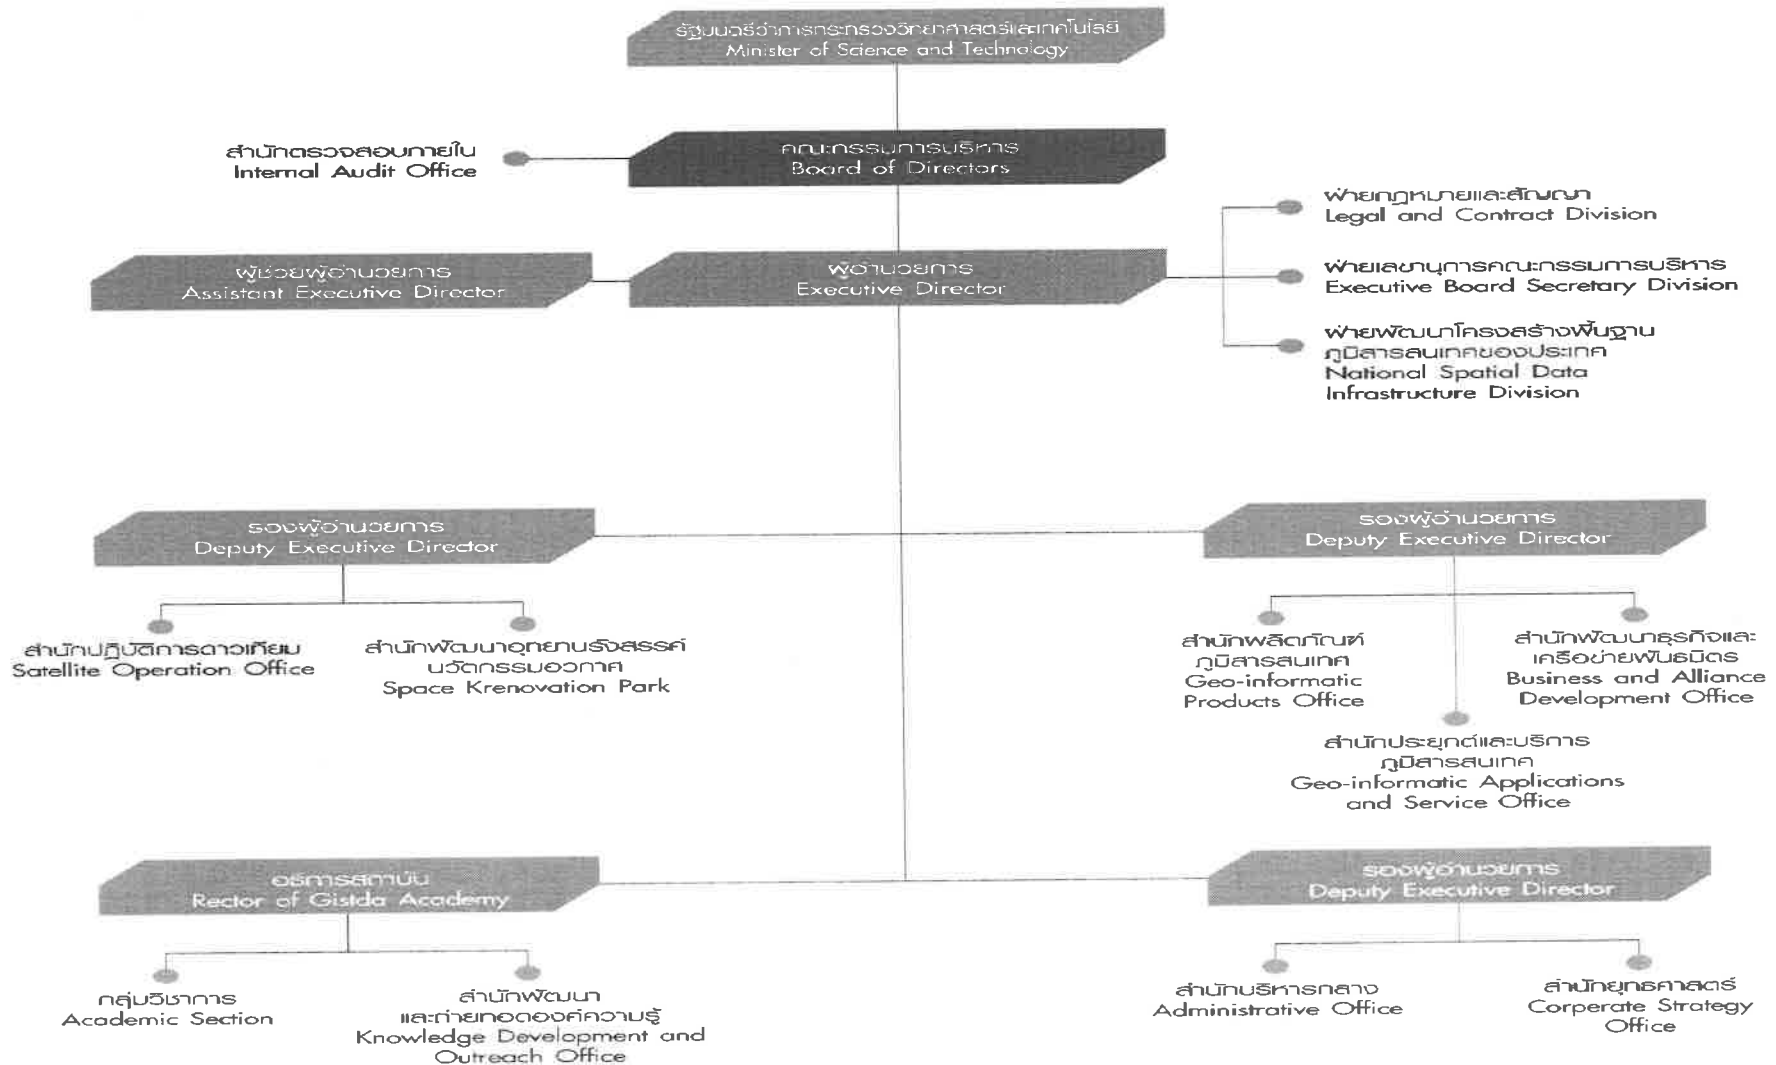 รัฐมนตรีว่าการกระทรวงวิทยาศาสตร์และเทคโนโลยี
Minister of Science and Technology
สำนักตรวจสอบภายใน
Internal Audit Office
คณะกรรมการบริหาร
Board of Directors
ฝ่ายกฎหมายและสัญญา
Legal and Contract Division
ผู้ช่วยผู้อำนวยการ
Assistant Executive Director
ผู้อำนวยการ
Executive Director
ฝ่ายเลขานุการคณะกรรมการบริหาร
Executive Board Secretary Division
ฝ่ายพัฒนาโครงสร้างพื้นฐาน
ภูมิสารสนเทศของประเทศ
National Spatial Data
Infrastructure Division
รองผู้อำนวยการ
Deputy Executive Director
รองผู้อำนวยการ
Deputy Executive Director
สำนักปฏิบัติการดาวเทียม
Satellite Operation Office
สำนักพัฒนาอุทยานรังสรรค์
นวัตกรรมอวกาศ
Space Krenovation Park
สำนักผลิตภัณฑ์
ภูมิสารสนเทศ
Geo-informatic
Products Office
สำนักพัฒนาธุรกิจและ
เครือข่ายพันธมิตร
Business and Alliance
Development Office
สำนักประยุกต์และบริการ
ภูมิสารสนเทศ
Geo-informatic Applications
and Service Office
อธิการสถาบัน
Rector of Gistda Academy
รองผู้อำนวยการ
Deputy Executive Director
กลุ่มวิชาการ
Academic Section
สำนักพัฒนา
และถ่ายทอดองค์ความรู้
Knowledge Development and
Outreach Office
สำนักบริหารกลาง
Administrative Office
สำนักยุทธศาสตร์
Corperate Strategy
Office